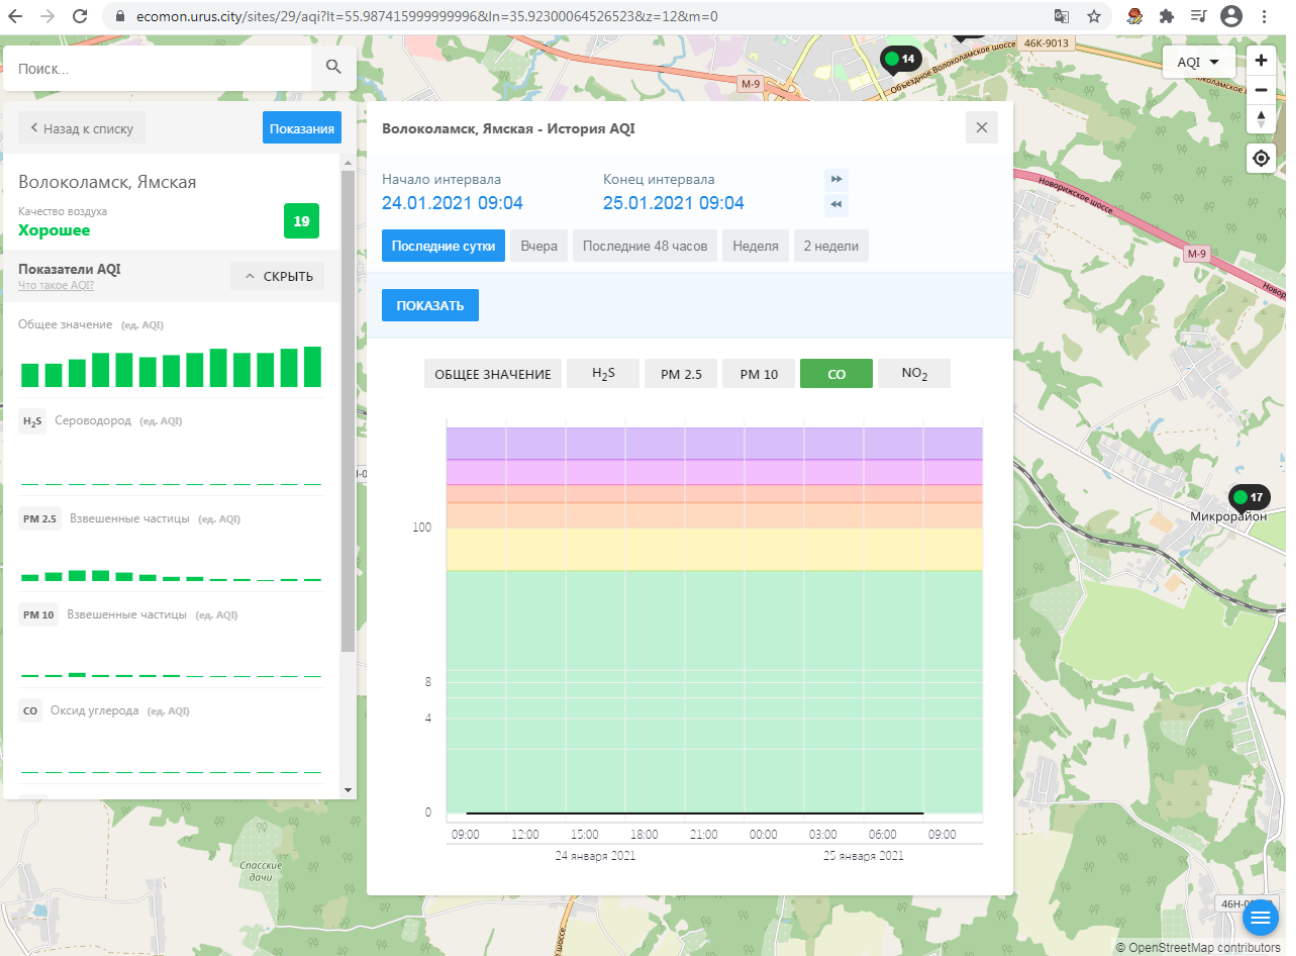 ecomon.urus.city/sites/29/aqi?lt=55.987415999999996&ln=35.92300064526523&z=12&m=0
Поиск...
46K-9013
14
Объездное Волоколамское шоссе
M-9
AQI
Назад к списку
Показания
Волоколамск, Ямская - История AQI
Волоколамск, Ямская
Качество воздуха
Хорошее
19
Начало интервала
Конец интервала
24.01.2021 09:04
25.01.2021 09:04
Последние сутки
Вчера
Последние 48 часов
Неделя
2 недели
Новорижское шоссе
M-9
Показатели AQI
Что такое AQI?
СКРЫТЬ
ПОКАЗАТЬ
Общее значение (ед. AQI)
ОБЩЕЕ ЗНАЧЕНИЕ
H2S
PM 2.5
PM 10
CO
NO2
H2S Сероводород (ед. AQI)
PM 2.5 Взвешенные частицы (ед. AQI)
PM 10 Взвешенные частицы (ед. AQI)
CO Оксид углерода (ед. AQI)
100
8
4
0
09:00
12:00
15:00
18:00
21:00
00:00
03:00
06:00
09:00
24 января 2021
25 января 2021
17
Микрорайон
Спасские
дачи
шоссе
© OpenStreetMap contributors